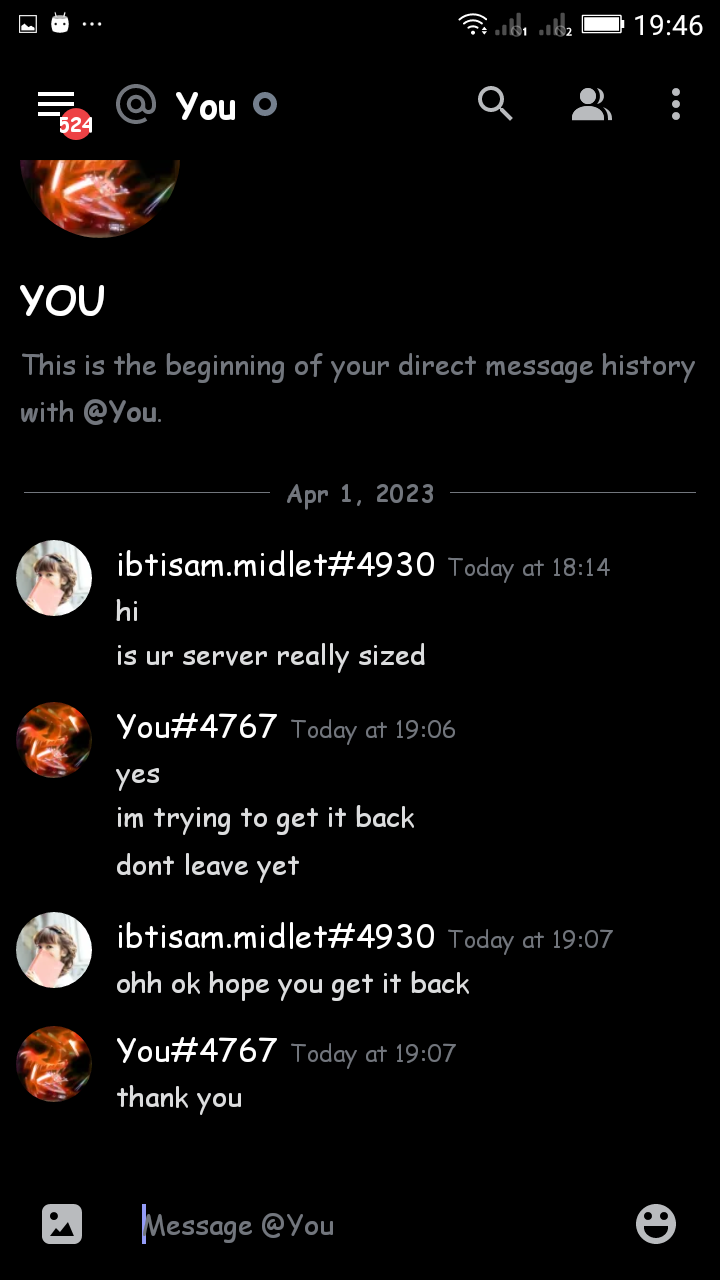 ... 1 2 19:46
524 @ You
YOU
This is the beginning of your direct message history
with @You.
Apr 1, 2023
ibtisam.midlet#4930 Today at 18:14
hi
is ur server really sized
You#4767 Today at 19:06
yes
im trying to get it back
dont leave yet
ibtisam.midlet#4930 Today at 19:07
ohh ok hope you get it back
You#4767 Today at 19:07
thank you
Message @You